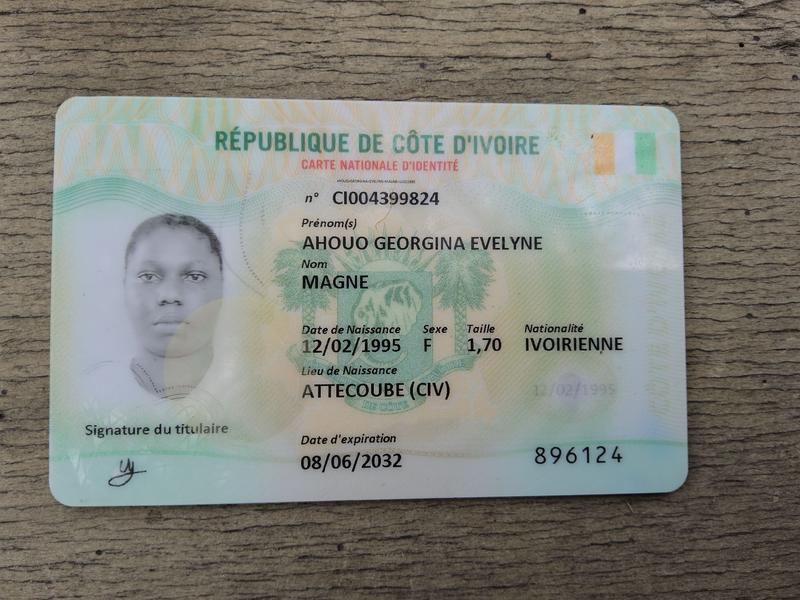 RÉPUBLIQUE DE CÔTE D'IVOIRE
CARTE NATIONALE D'IDENTITÉ
n° CI004399824
Prénom(s)
AHOUO GEORGINA EVELYNE
Nom
MAGNE
Date de Naissance Sexe Taille Nationalité
12/02/1995 F 1,70 IVOIRIENNE
Lieu de Naissance
ATTECOUBE (CIV)
12/02/1995
Signature du titulaire
Date d'expiration
08/06/2032
896124